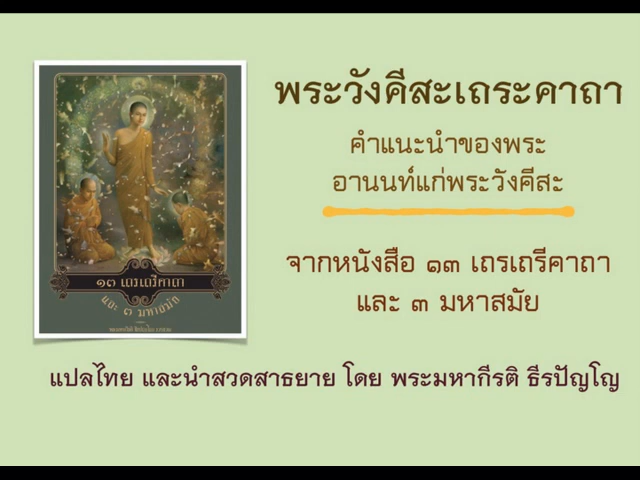 พระวังคีสะเถระคาถา
คำแนะนำของพระ
อานนท์แก่พระวังคีสะ
จากหนังสือ ๑๓ เถรเถรีคาถา
และ ๓ มหาสมัย
๑๓ เถรเถรีคาถา
และ ๓ มหาสมัย
แปลไทย และนำสวดสาธยาย โดย พระมหากีรติ ธีรปัญโญ